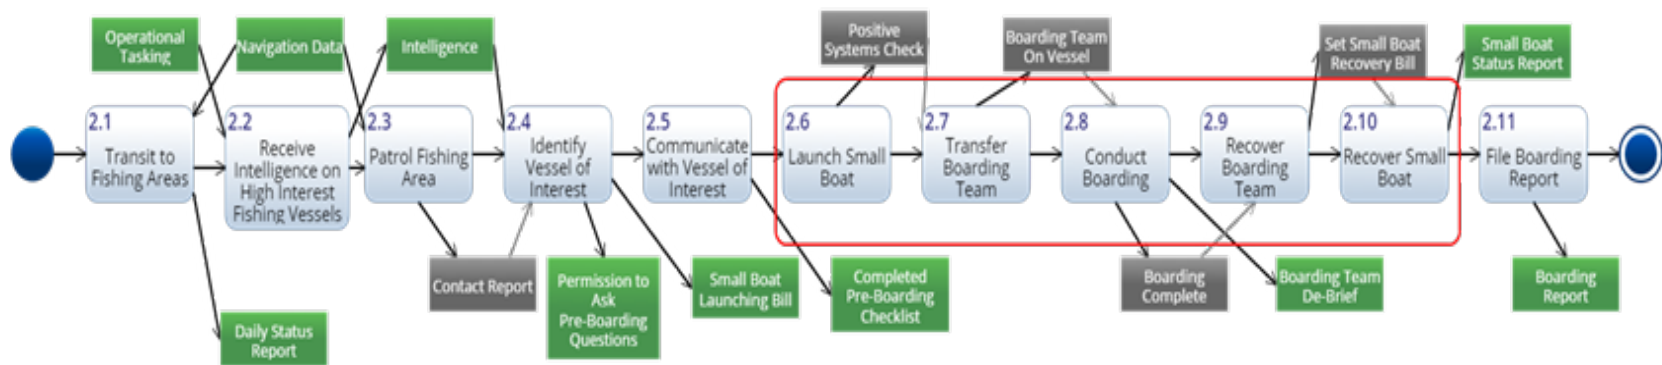 Operational
Tasking
Navigation Data
Intelligence
Positive
Systems Check
Boarding Team
On Vessel
Set Small Boat
Recovery Bill
Small Boat
Status Report
2.1
Transit to
Fishing Areas
2.2
Receive
Intelligence on
High Interest
Fishing Vessels
2.3
Patrol Fishing
Area
2.4
Identify
Vessel of
Interest
2.5
Communicate
with Vessel of
Interest
2.6
Launch Small
Boat
2.7
Transfer
Boarding
Team
2.8
Conduct
Boarding
2.9
Recover
Boarding
Team
2.10
Recover Small
Boat
2.11
File Boarding
Report
Daily Status
Report
Contact Report
Permission to
Ask
Pre-Boarding
Questions
Small Boat
Launching Bill
Completed
Pre-Boarding
Checklist
Boarding
Complete
Boarding Team
De-Brief
Boarding
Report